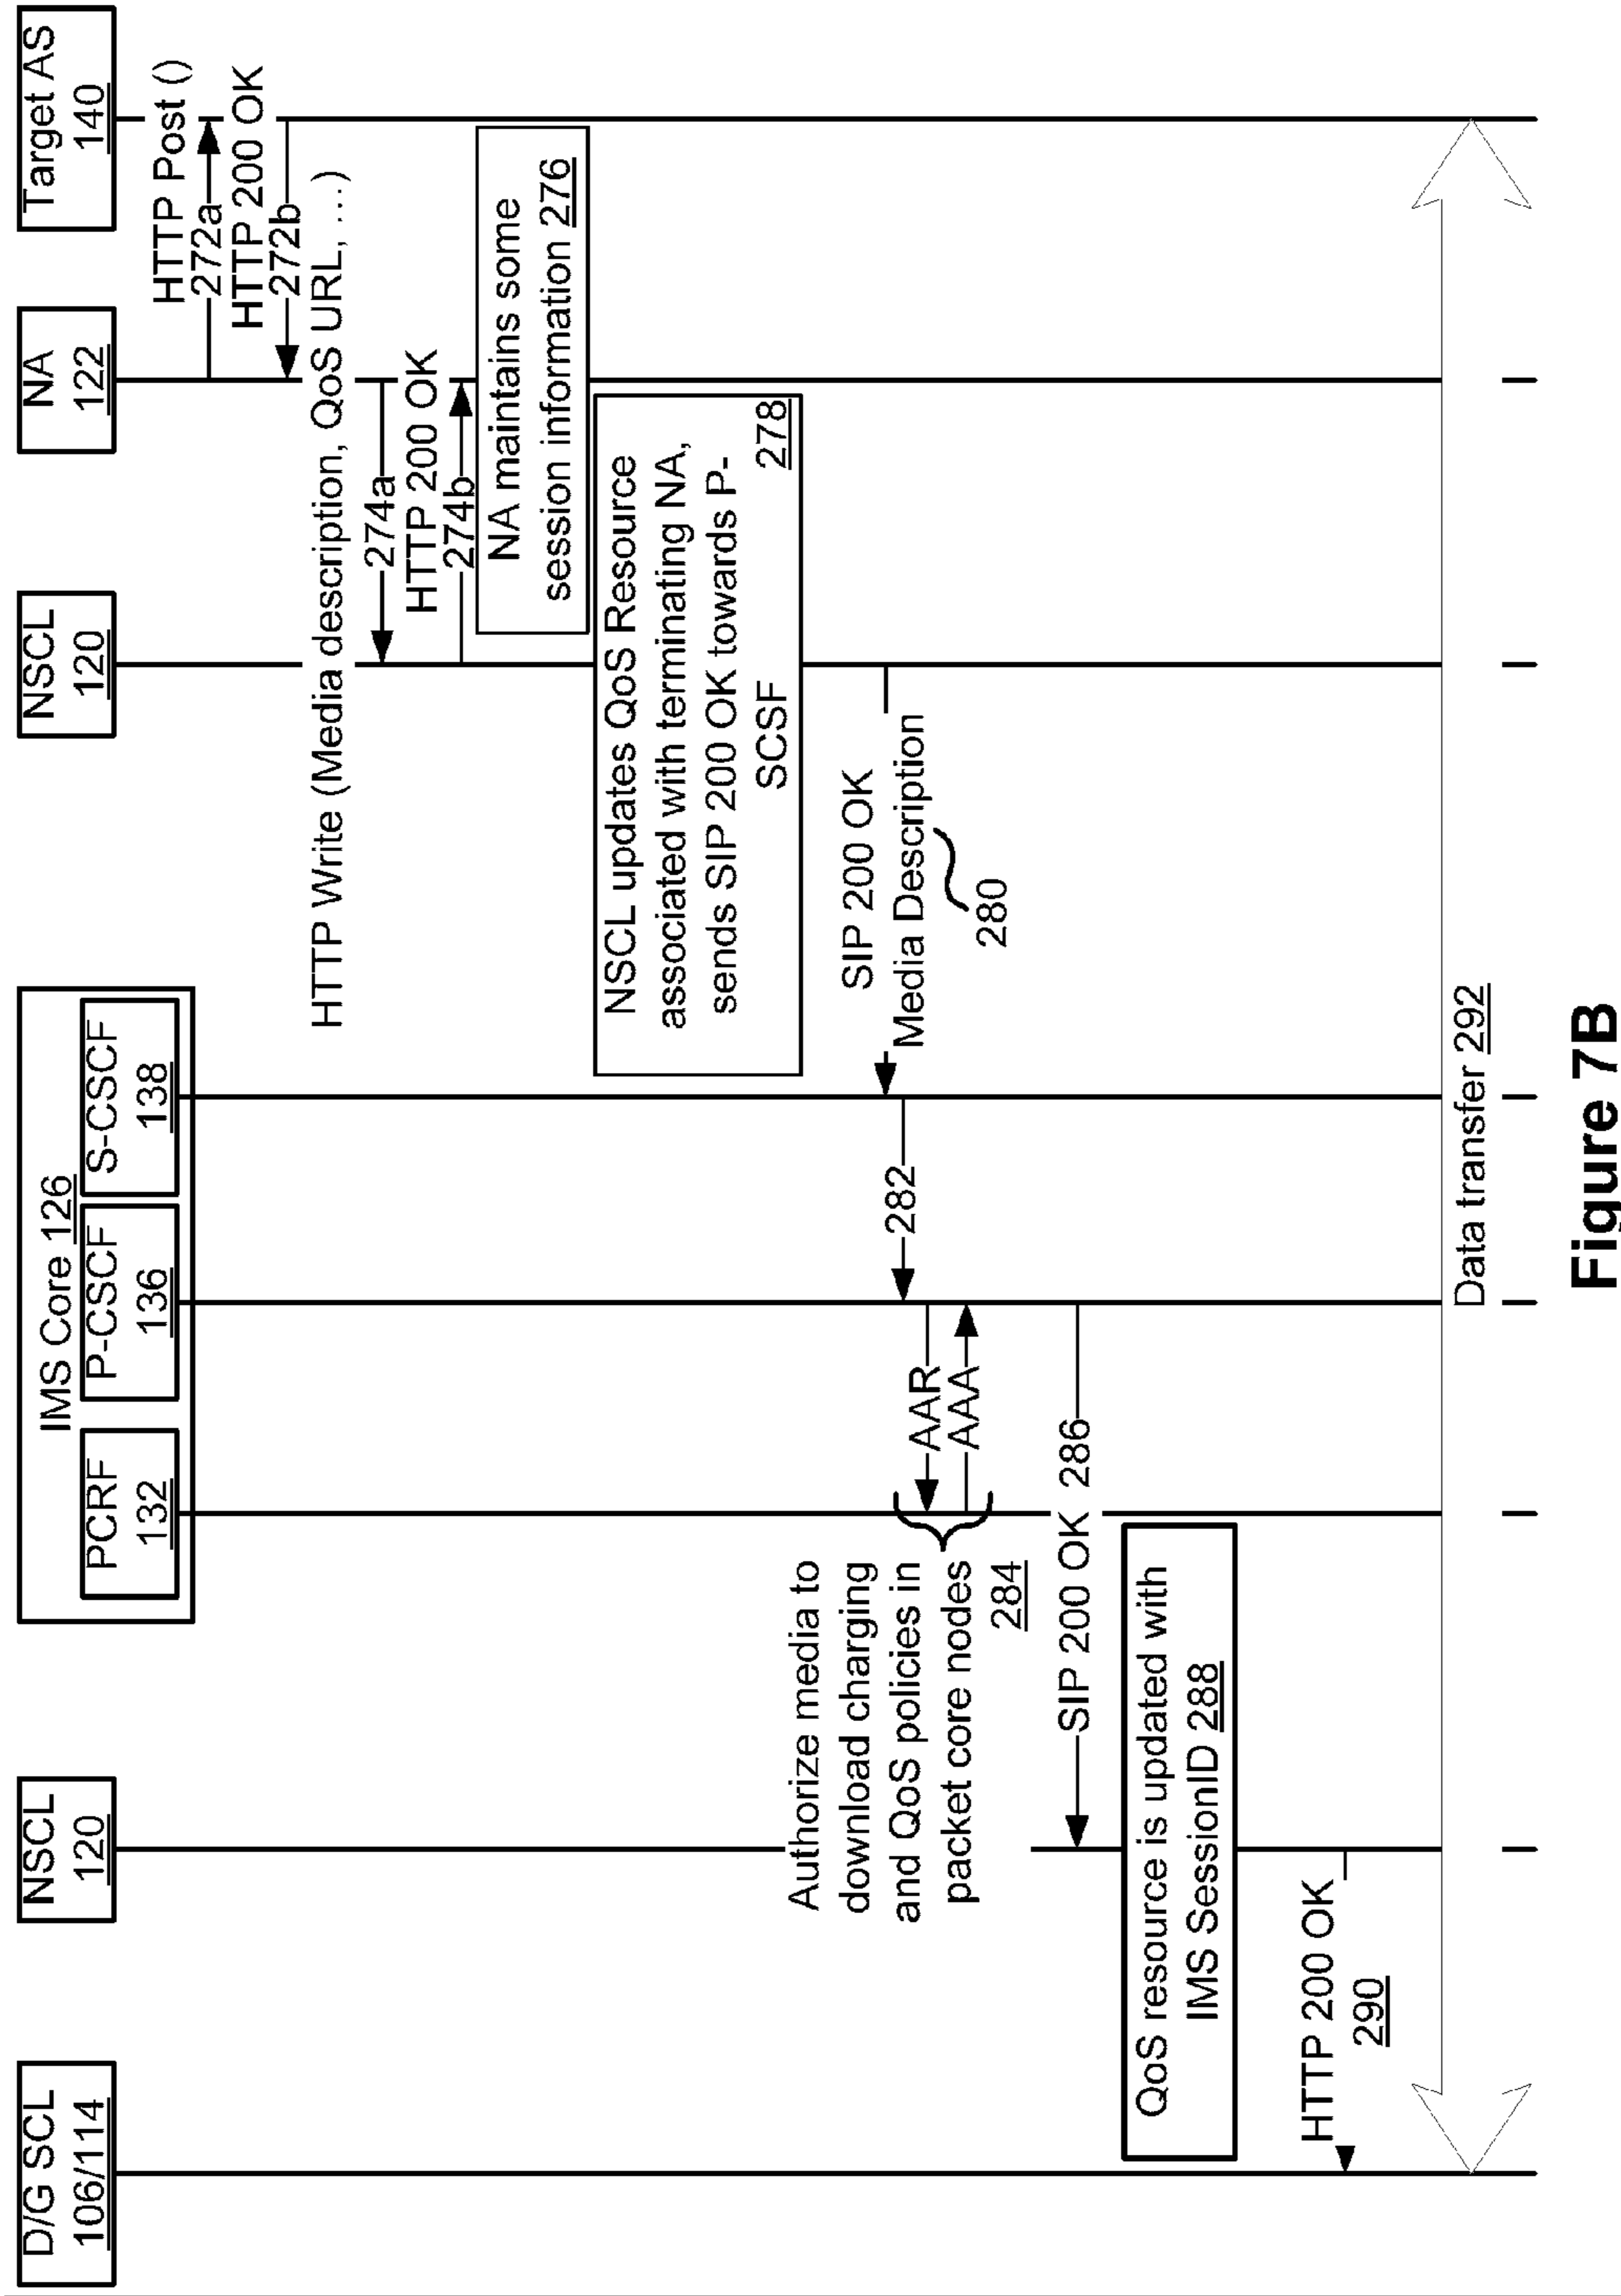 D/G SCL
106/114
NSCL
120
IMS Core 126
PCRF
132
P-CSCF
136
S-CSCF
138
NSCL
120
NA
122
Target AS
140
HTTP Post ()
272a
HTTP 200 OK
272b
HTTP Write (Media description, QoS URL, ...)
274a
HTTP 200 OK
274b
NA maintains some
session information 276
NSCL updates QoS Resource
associated with terminating NA,
sends SIP 200 OK towards P-
SCSF 278
SIP 200 OK
Media Description
280
282
AAR
AAA
Authorize media to
download charging
and QoS policies in
packet core nodes
284
SIP 200 OK 286
QoS resource is updated with
IMS SessionID 288
HTTP 200 OK
290
Data transfer 292
Figure 7B